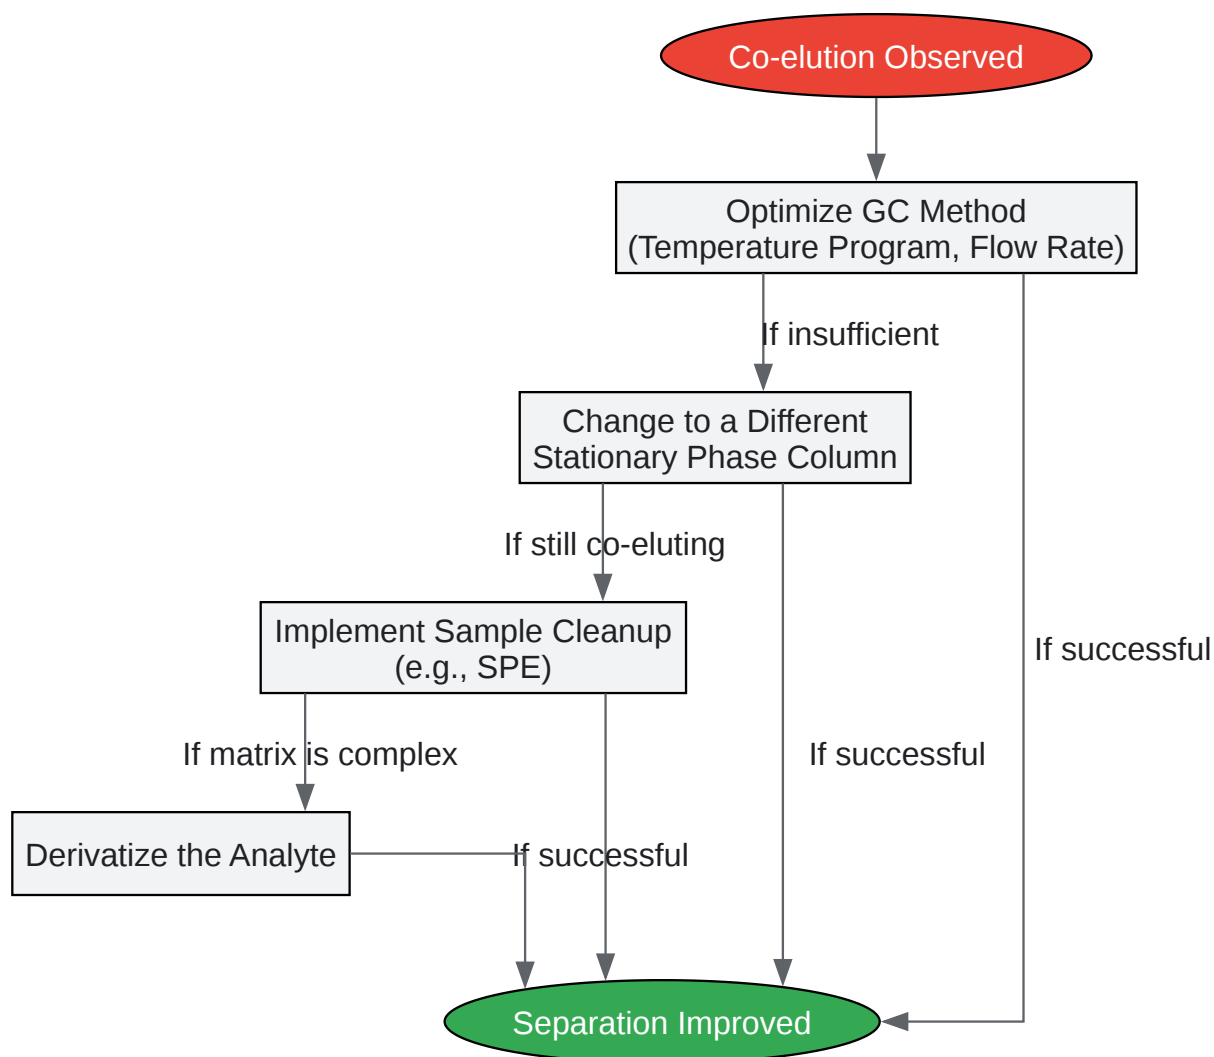 Co-elution Observed
Optimize GC Method
(Temperature Program, Flow Rate)
If insufficient
Change to a Different
Stationary Phase Column
If still co-eluting
Implement Sample Cleanup
(e.g., SPE)
If successful
If matrix is complex
If successful
Derivatize the Analyte
If successful
Separation Improved